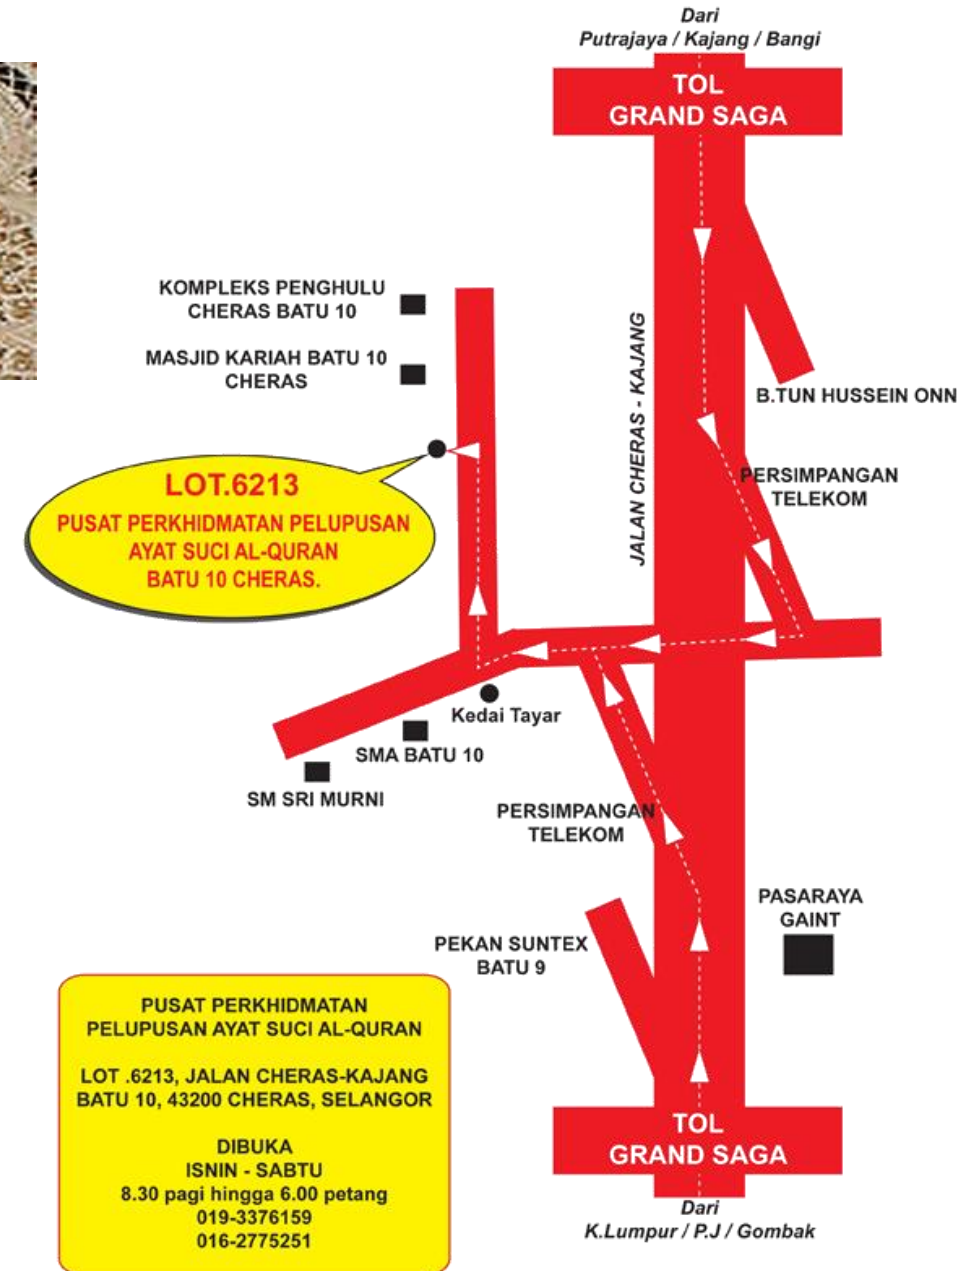 Dari
Putrajaya / Kajang / Bangi
TOL
GRAND SAGA
KOMPLEKS PENGHULU
CHERAS BATU 10
MASJID KARIAH BATU 10
CHERAS
JALAN CHERAS - KAJANG
B.TUN HUSSEIN ONN
LOT.6213
PUSAT PERKHIDMATAN PELUPUSAN
AYAT SUCI AL-QURAN
BATU 10 CHERAS.
PERSIMPANGAN
TELEKOM
Kedai Tayar
SMA BATU 10
SM SRI MURNI
PERSIMPANGAN
TELEKOM
PASARAYA
GAINT
PEKAN SUNTEX
BATU 9
PUSAT PERKHIDMATAN
PELUPUSAN AYAT SUCI AL-QURAN
LOT .6213, JALAN CHERAS-KAJANG
BATU 10, 43200 CHERAS, SELANGOR
DIBUKA
ISNIN - SABTU
8.30 pagi hingga 6.00 petang
019-3376159
016-2775251
TOL
GRAND SAGA
Dari
K.Lumpur / P.J / Gombak